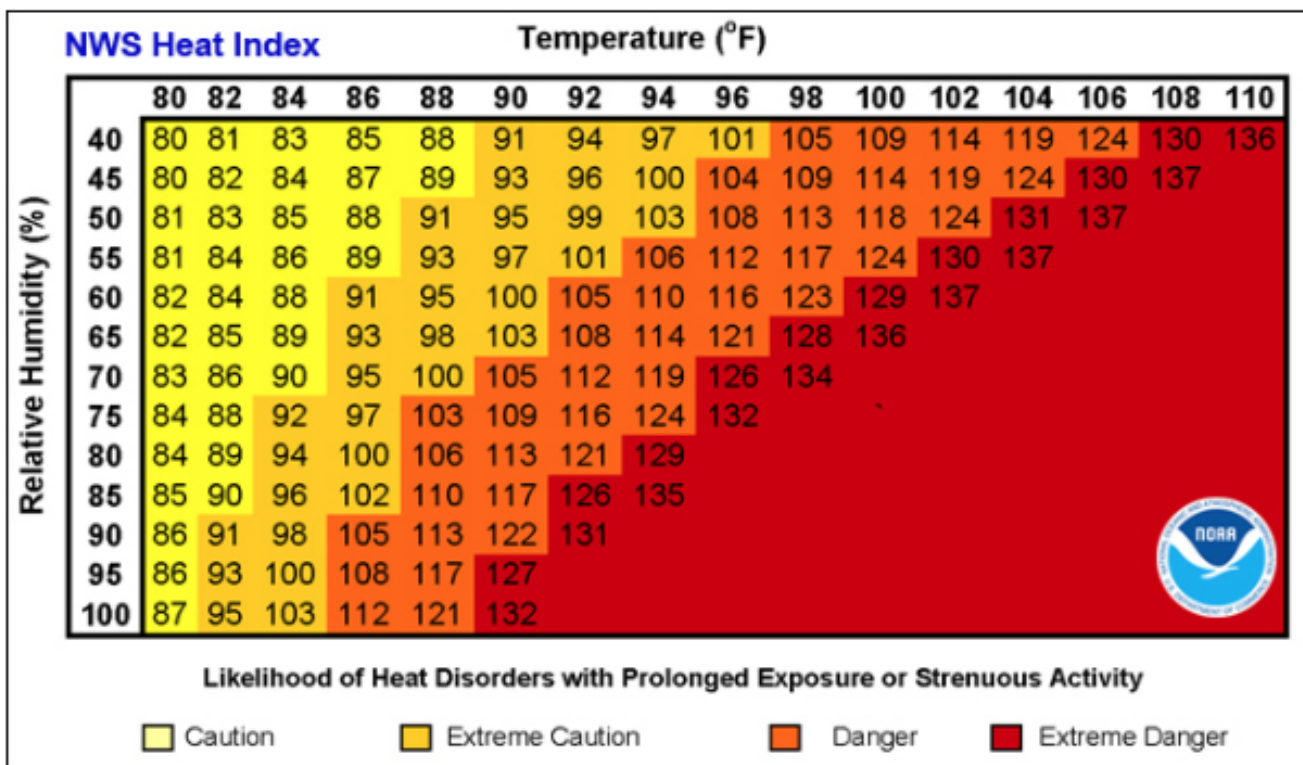 NWS Heat Index Temperature (°F)
80 82 84 86 88 90 92 94 96 98 100 102 104 106 108 110
40 80 81 83 85 88 91 94 97 101 105 109 114 119 124 130 136
45 80 82 84 87 89 93 96 100 104 109 114 119 124 130 137
50 81 83 85 88 91 95 99 103 108 113 118 124 131 137
55 81 84 86 89 93 97 101 106 112 117 124 130 137
60 82 84 88 91 95 100 105 110 116 123 129 137
65 82 85 89 93 98 103 108 114 121 128 136
70 83 86 90 95 100 105 112 119 126 134
75 84 88 92 97 103 109 116 124 132
80 84 89 94 100 106 113 121 129
85 85 90 96 102 110 117 126 135
90 86 91 98 105 113 122 131
95 86 93 100 108 117 127
100 87 95 103 112 121 132
Relative Humidity (%)
NOAA
Likelihood of Heat Disorders with Prolonged Exposure or Strenuous Activity
Caution Extreme Caution Danger Extreme Danger